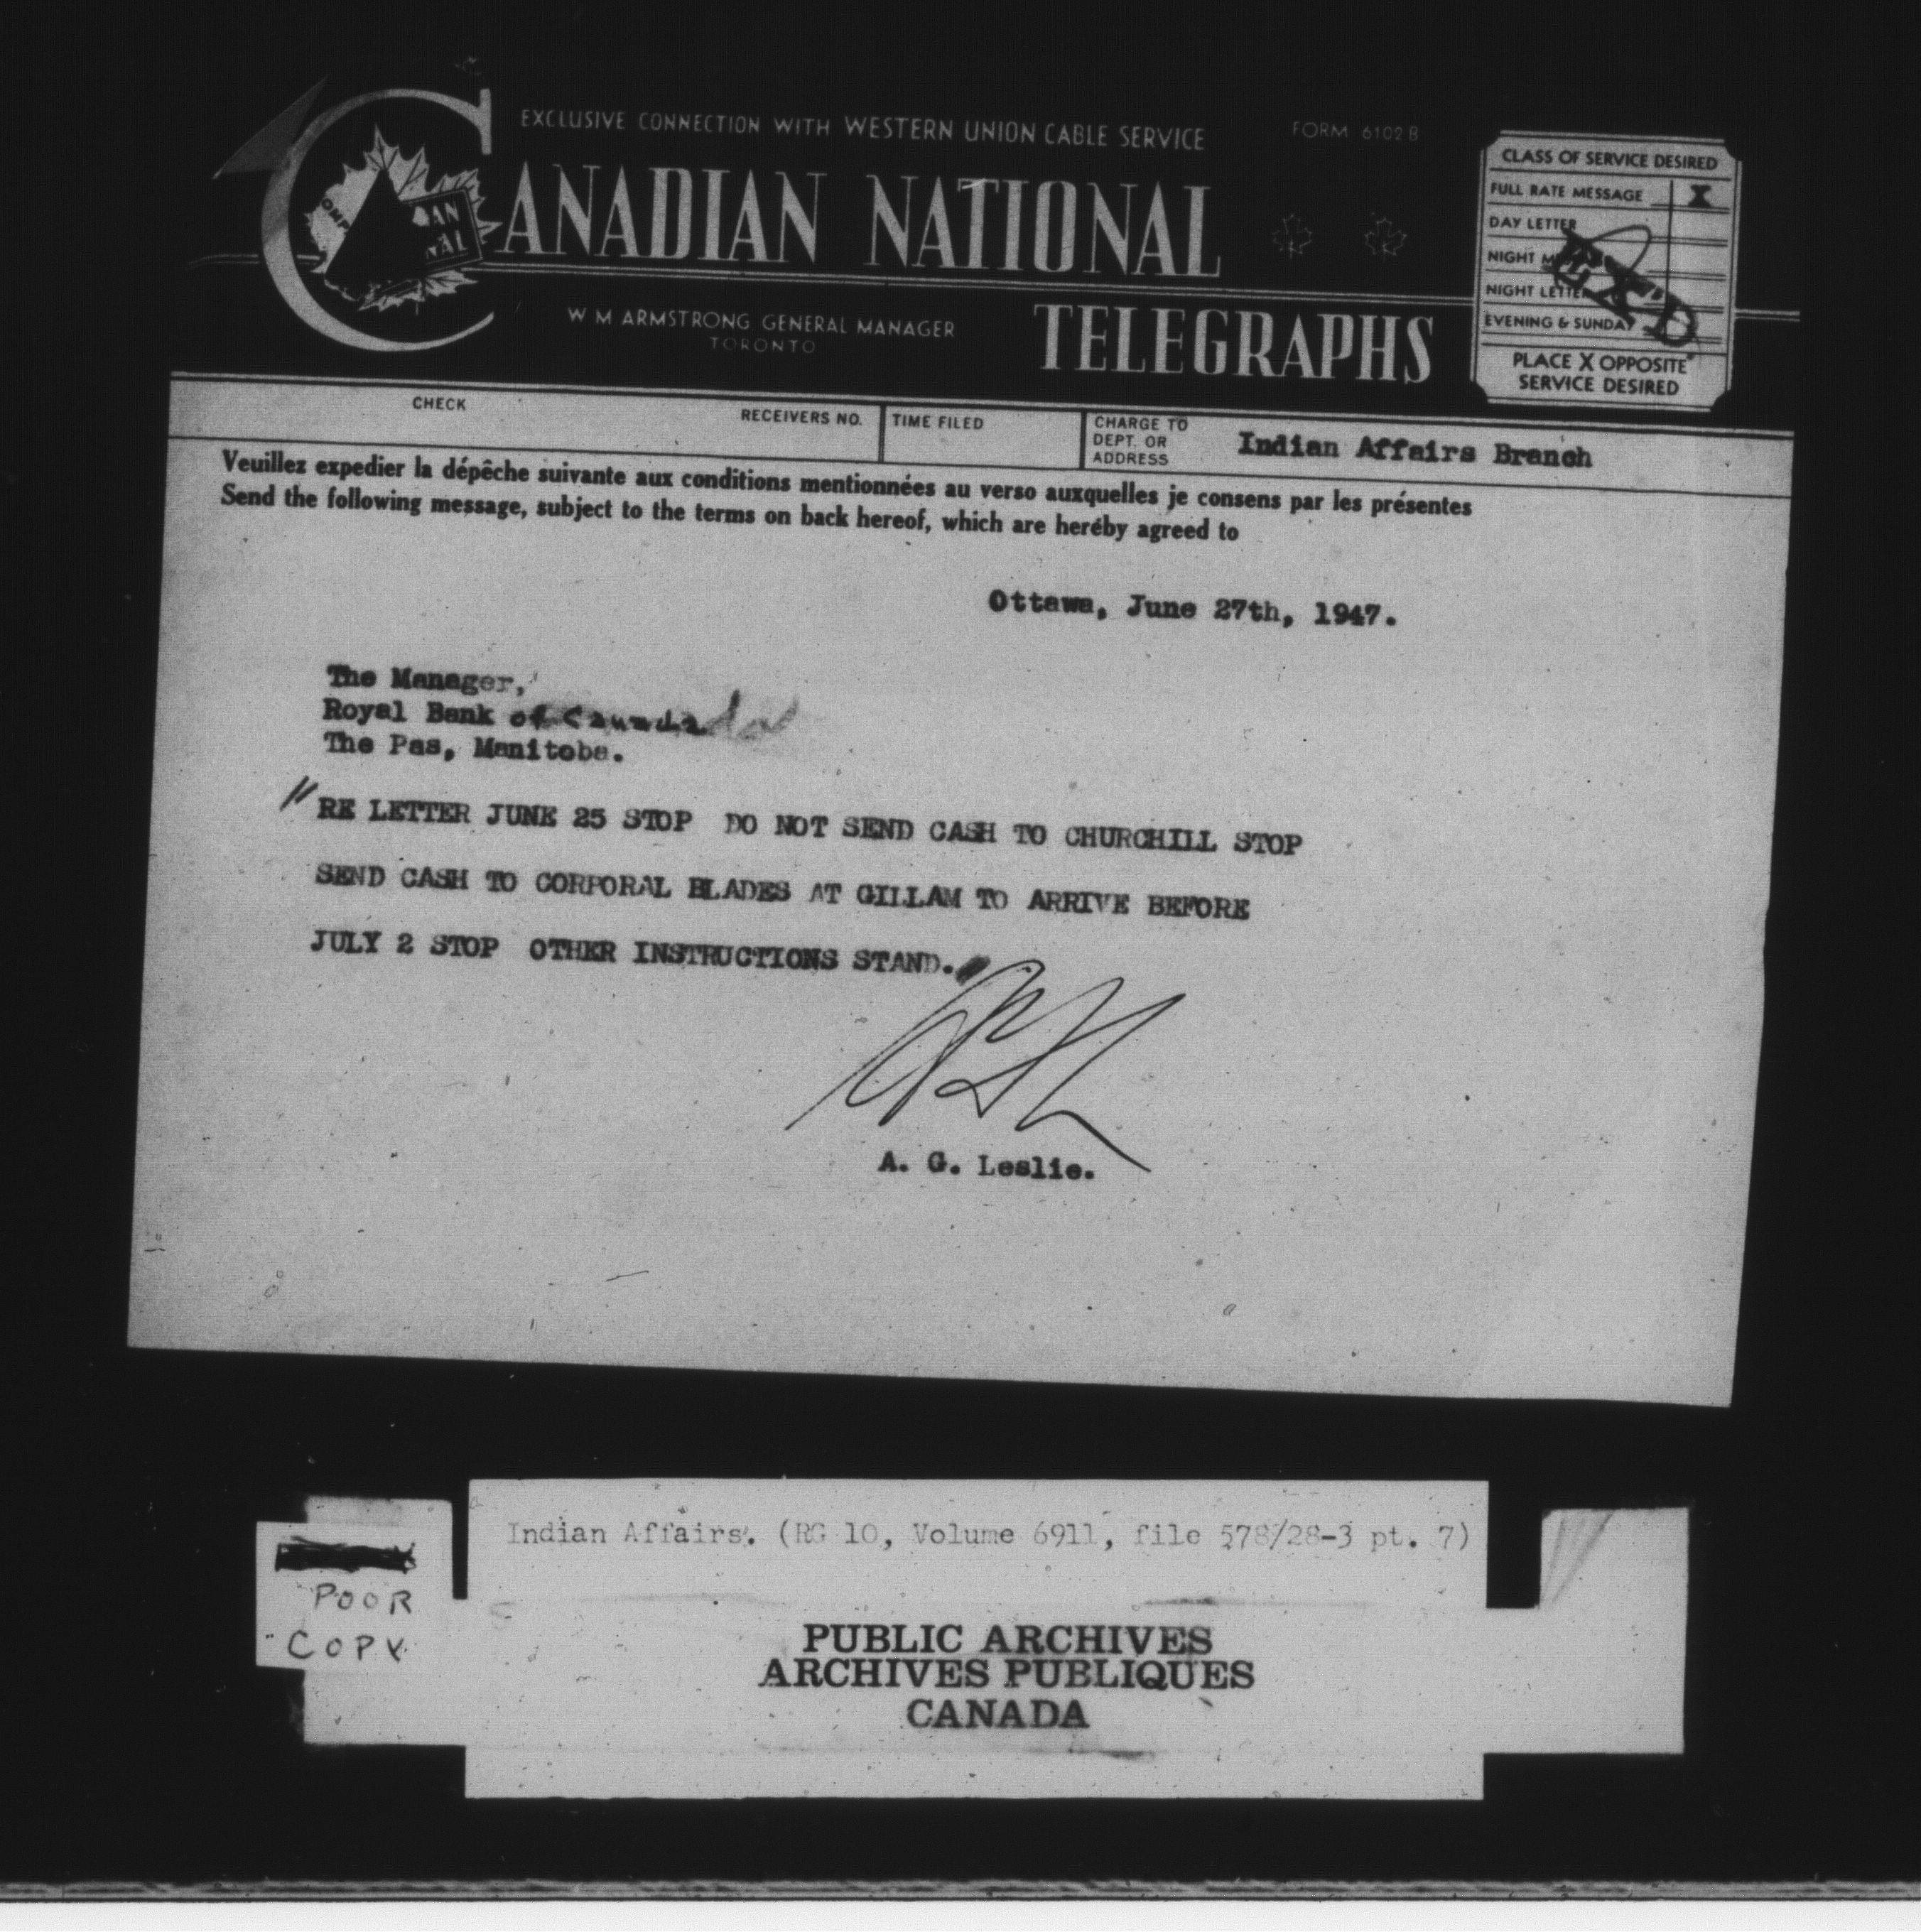 EXCLUSIVE CONNECTION WITH WESTERN UNION CABLE SERVICE
FORM 6102 B
CANADIAN NATIONAL
TELEGRAPHS
W M ARMSTRONG GENERAL MANAGER
TORONTO
CLASS OF SERVICE DESIRED
FULL RATE MESSAGE X
DAY LETTER
NIGHT
NIGHT LETTER
EVENING & SUNDAY
EX'D
PLACE X OPPOSITE
SERVICE DESIRED
CHECK
RECEIVERS NO.
TIME FILED
CHARGE TO
DEPT. OR
ADDRESS
Indian Affairs Branch
Veuillez expedier la dépêche suivante aux conditions mentionnées au verso auxquelles je consens par les présentes
Send the following message, subject to the terms on back hereof, which are hereby agreed to
Ottawa, June 27th, 1947.
The Manager,
Royal Bank of Canada
The Pas, Manitoba.
"RE LETTER JUNE 25 STOP DO NOT SEND CASH TO CHURCHILL STOP
SEND CASH TO CORPORAL BLADES AT GILLAM TO ARRIVE BEFORE
JULY 2 STOP OTHER INSTRUCTIONS STAND."
A. G. Leslie.
Indian Affairs. (RG 10, Volume 6911, file 578/28-3 pt. 7)
POOR
COPY
PUBLIC ARCHIVES
ARCHIVES PUBLIQUES
CANADA